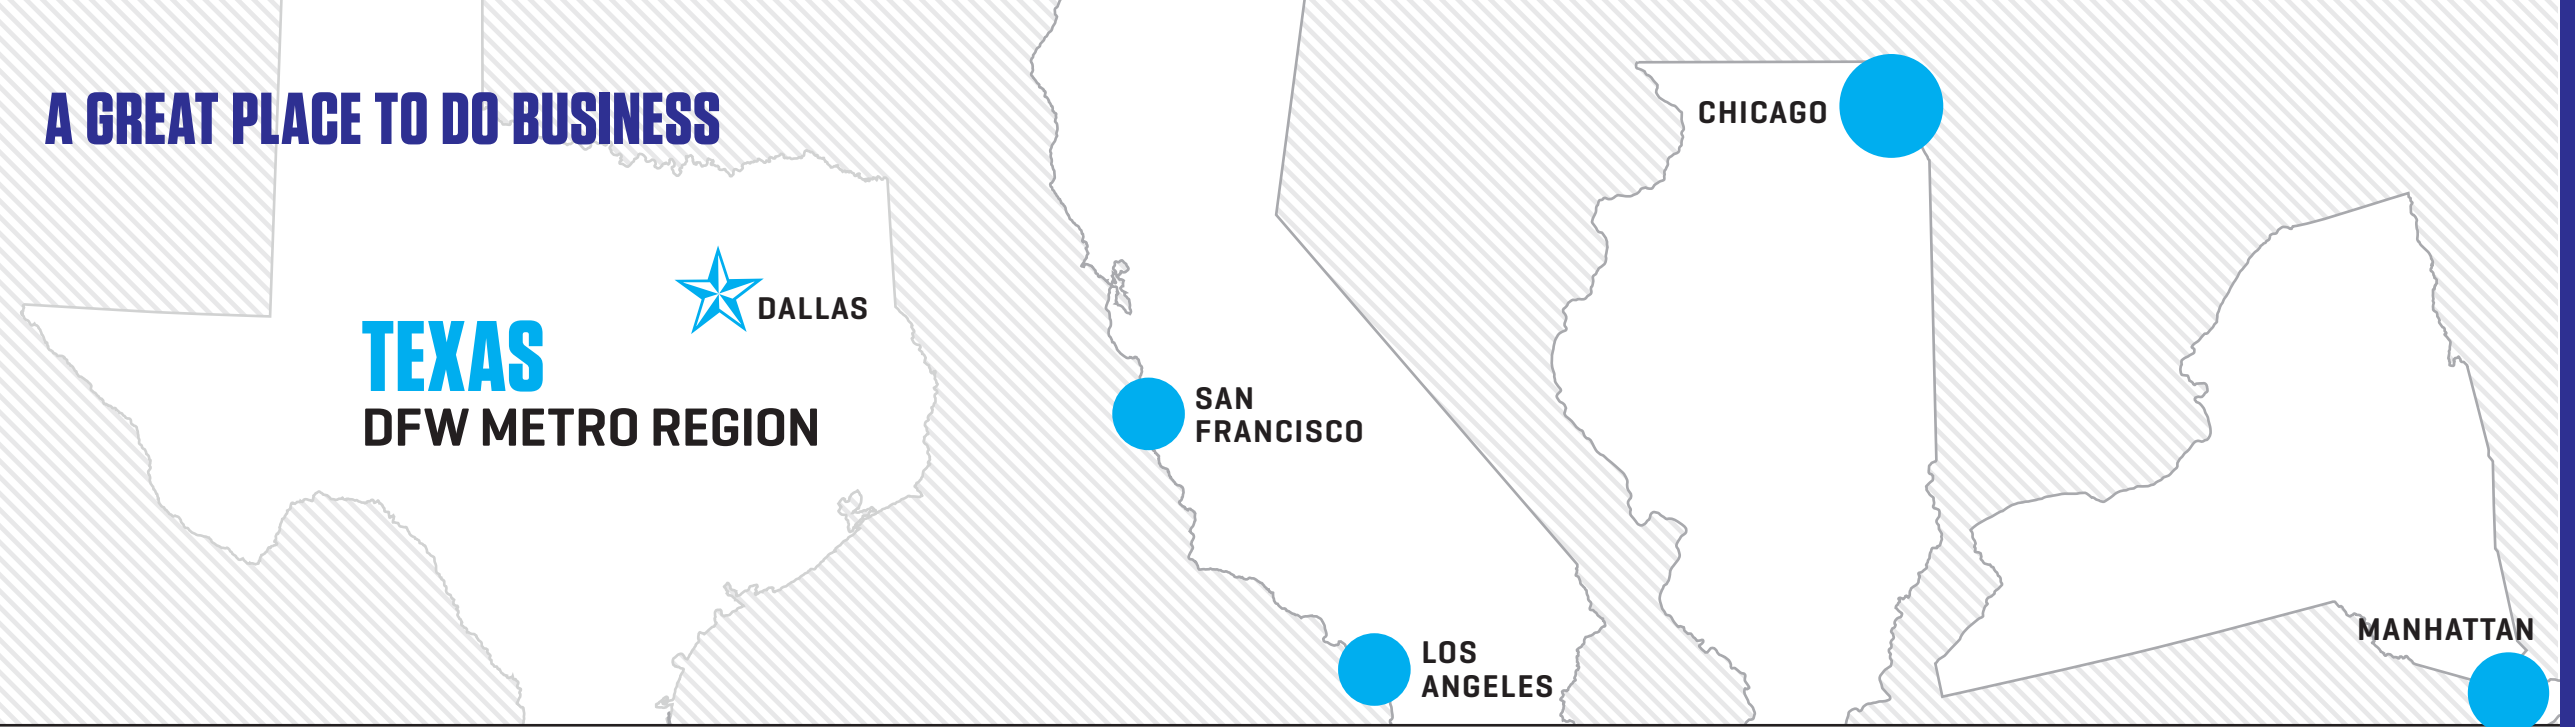 A GREAT PLACE TO DO BUSINESS
DALLAS
TEXAS
DFW METRO REGION
SAN
FRANCISCO
LOS
ANGELES
CHICAGO
MANHATTAN